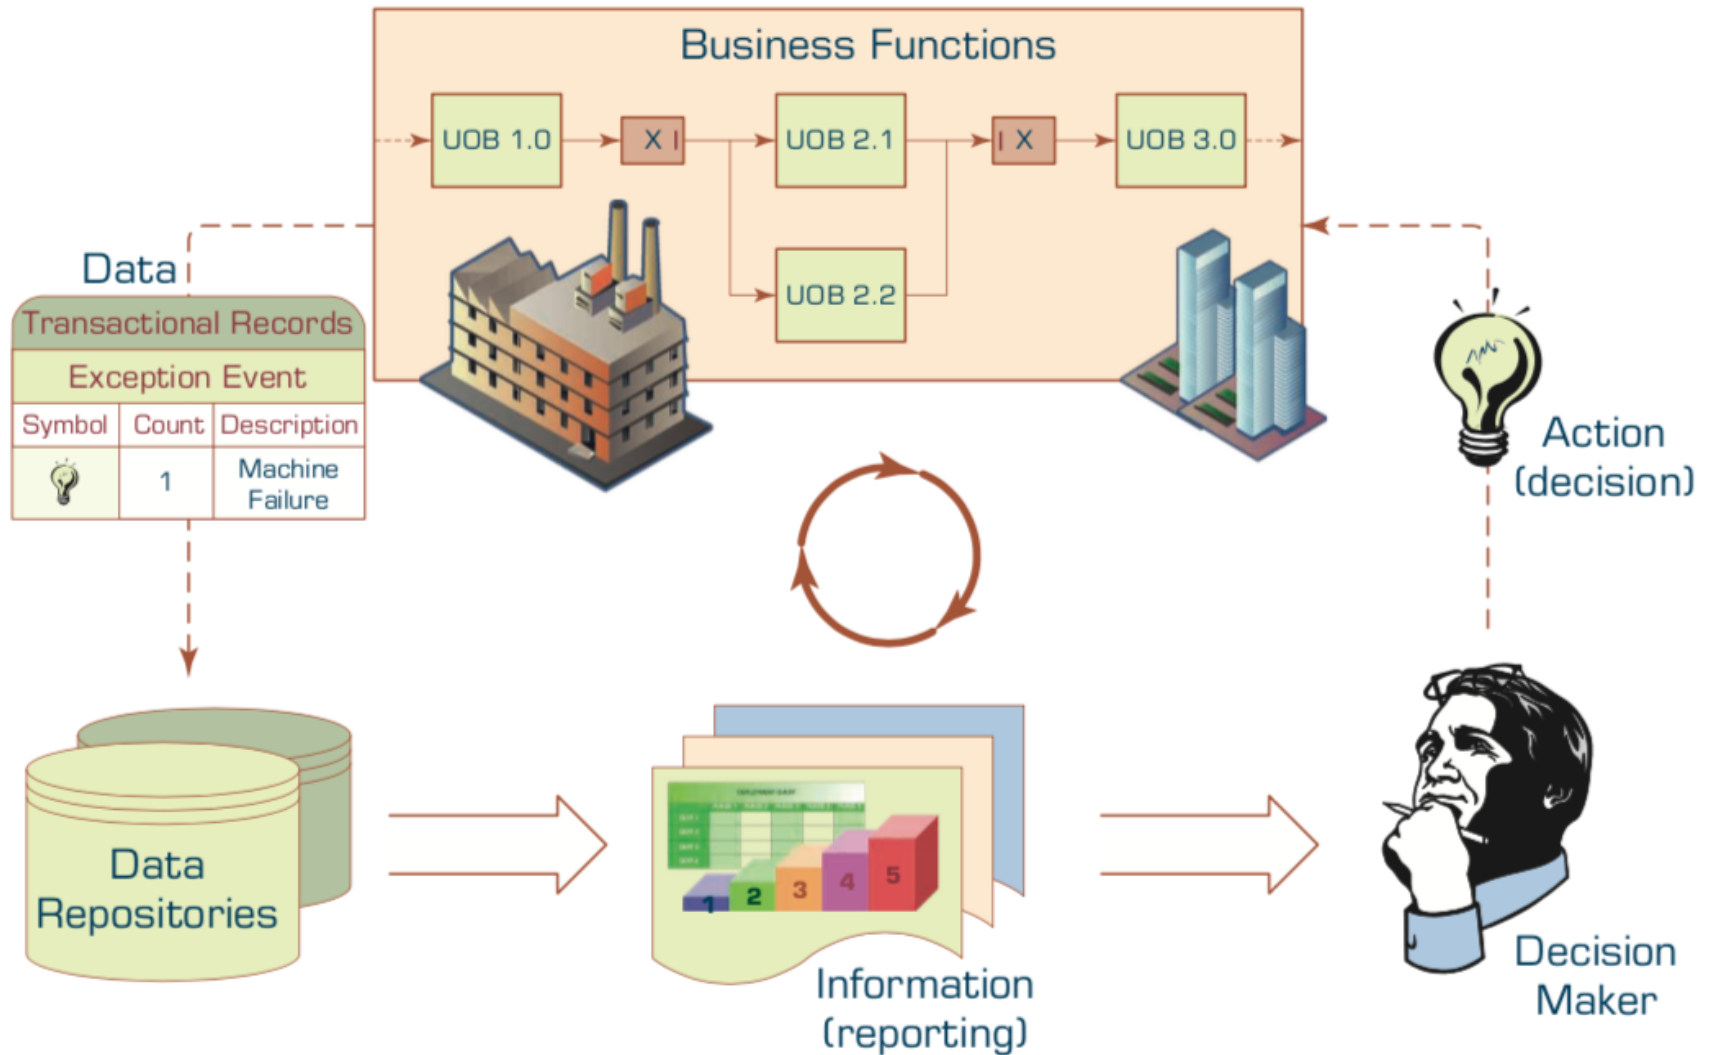 Business Functions
UOB 1.0
X
UOB 2.1
X
UOB 3.0
UOB 2.2
Data
Transactional Records
Exception Event
Symbol Count Description
1 Machine
Failure
Action
(decision)
Data
Repositories
1 2 3 4 5
Information
(reporting)
Decision
Maker